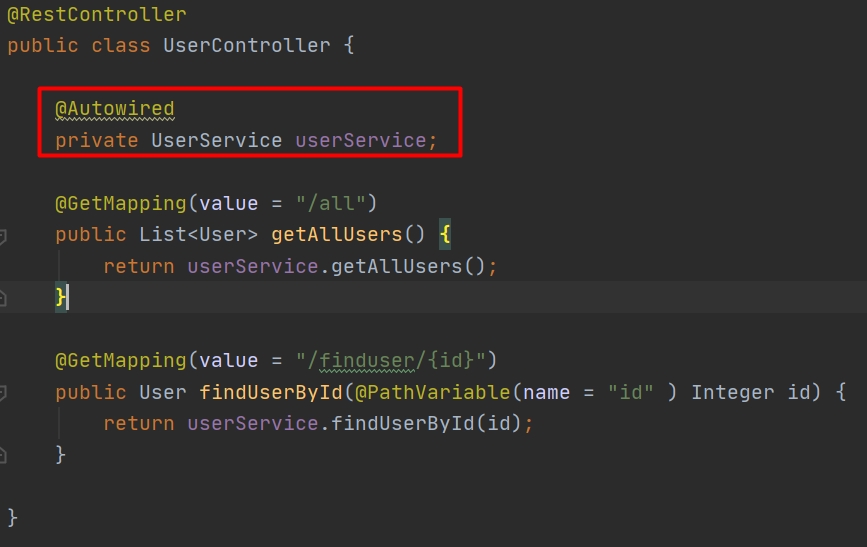 @RestController
public class UserController {
@Autowired
private UserService userService;
@GetMapping(value = "/all")
public List<User> getAllUsers() {
return userService.getAllUsers();
}
@GetMapping(value = "/finduser/{id}")
public User findUserById(@PathVariable(name = "id" ) Integer id) {
return userService.findUserById(id);
}
}